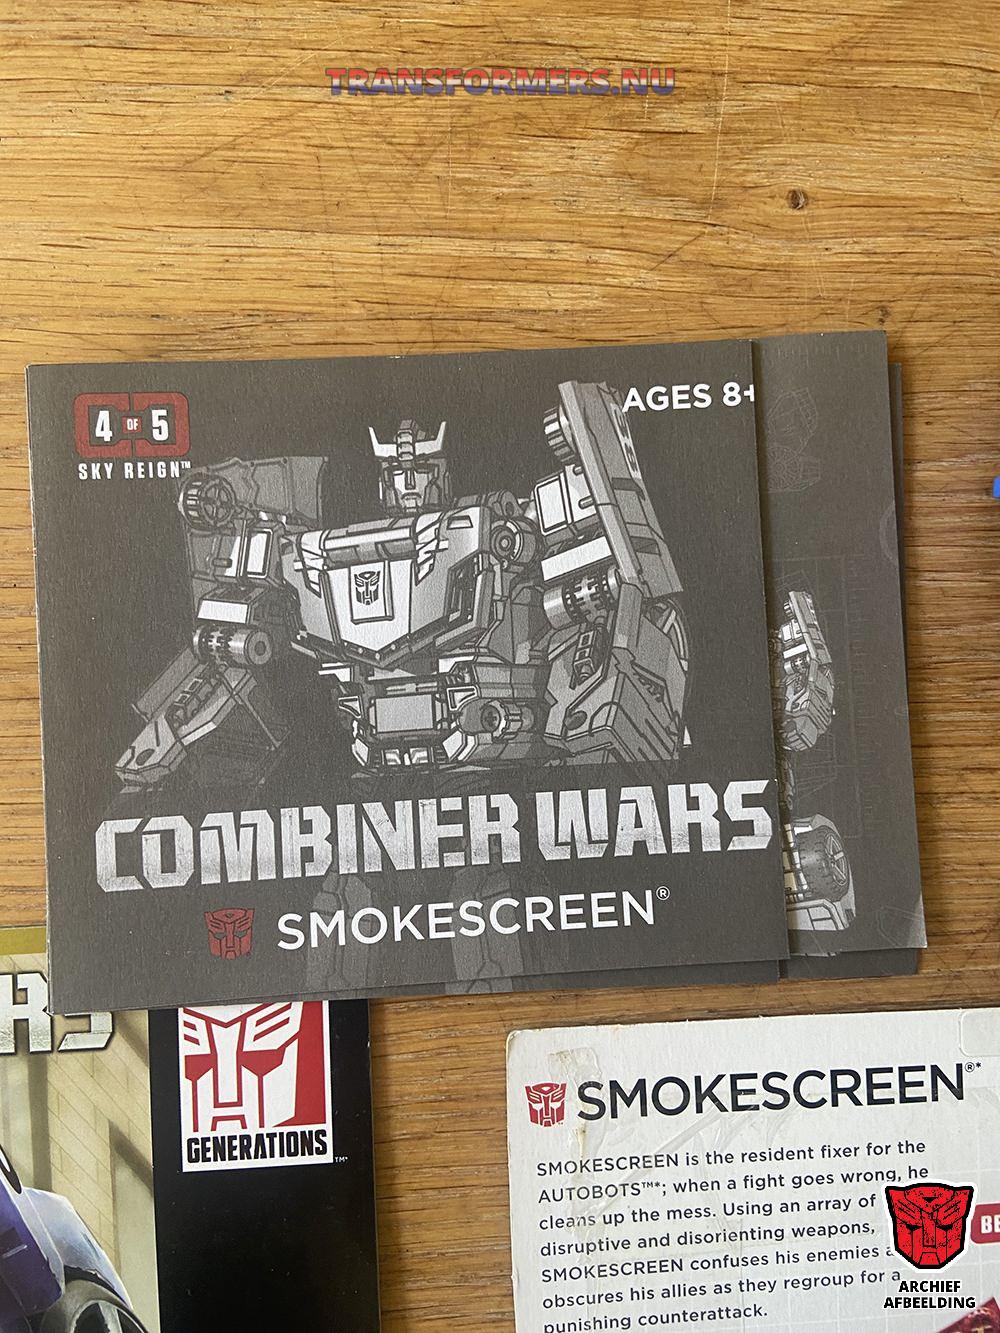 TRANSFORMERS.NU
AGES 8+
4 OF 5
SKY REIGN™
COMBINER WARS
SMOKESCREEN®
GENERATIONS™
SMOKESCREEN®*
SMOKESCREEN is the resident fixer for the
AUTOBOTS™*; when a fight goes wrong, he
cleans up the mess. Using an array of
disruptive and disorienting weapons,
SMOKESCREEN confuses his enemies
obscures his allies as they regroup for a
punishing counterattack.
BE
ARCHIEF
AFBEELDING